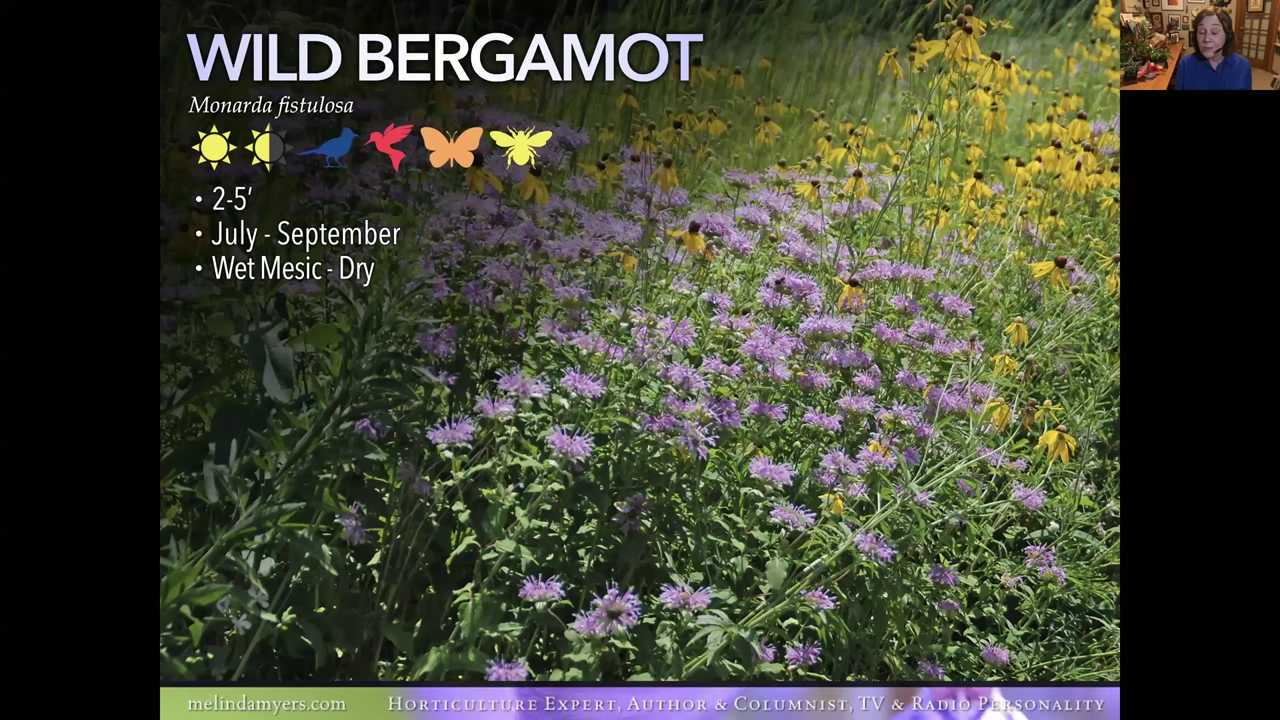 WILD BERGAMOT
Monarda fistulosa
• 2-5'
• July - September
• Wet Mesic - Dry
melindamyers.com
HORTICULTURE EXPERT, AUTHOR & COLUMNIST, TV & RADIO PERSONALITY